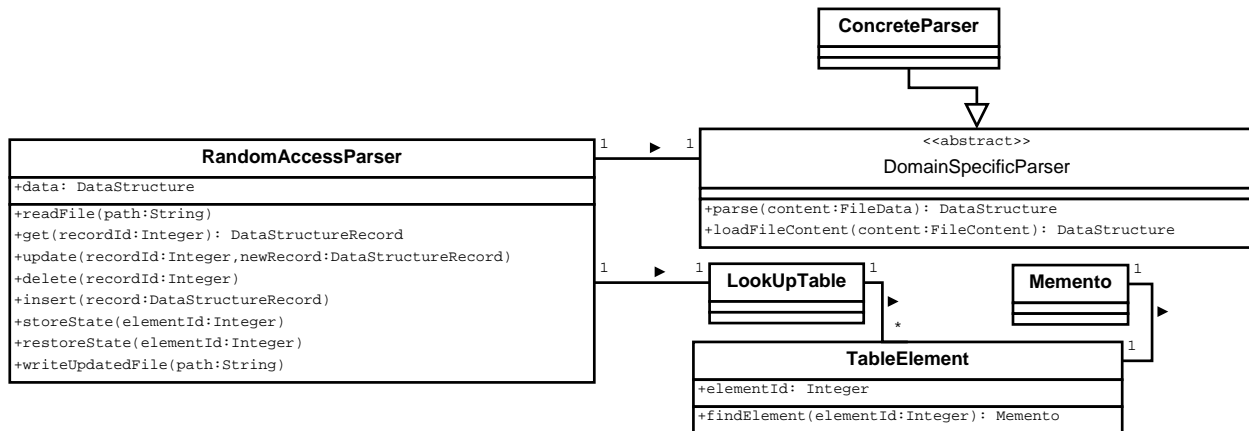 ConcreteParser
RandomAccessParser
+data: DataStructure
+readFile(path:String)
+get(recordId:Integer): DataStructureRecord
+update(recordId:Integer,newRecord:DataStructureRecord)
+delete(recordId:Integer)
+insert(record:DataStructureRecord)
+storeState(elementId:Integer)
+restoreState(elementId:Integer)
+writeUpdatedFile(path:String)
1 1
<<abstract>>
DomainSpecificParser
+parse(content:FileData): DataStructure
+loadFileContent(content:FileContent): DataStructure
1 1
LookUpTable
1
*
Memento
1
1
TableElement
+elementId: Integer
+findElement(elementId:Integer): Memento